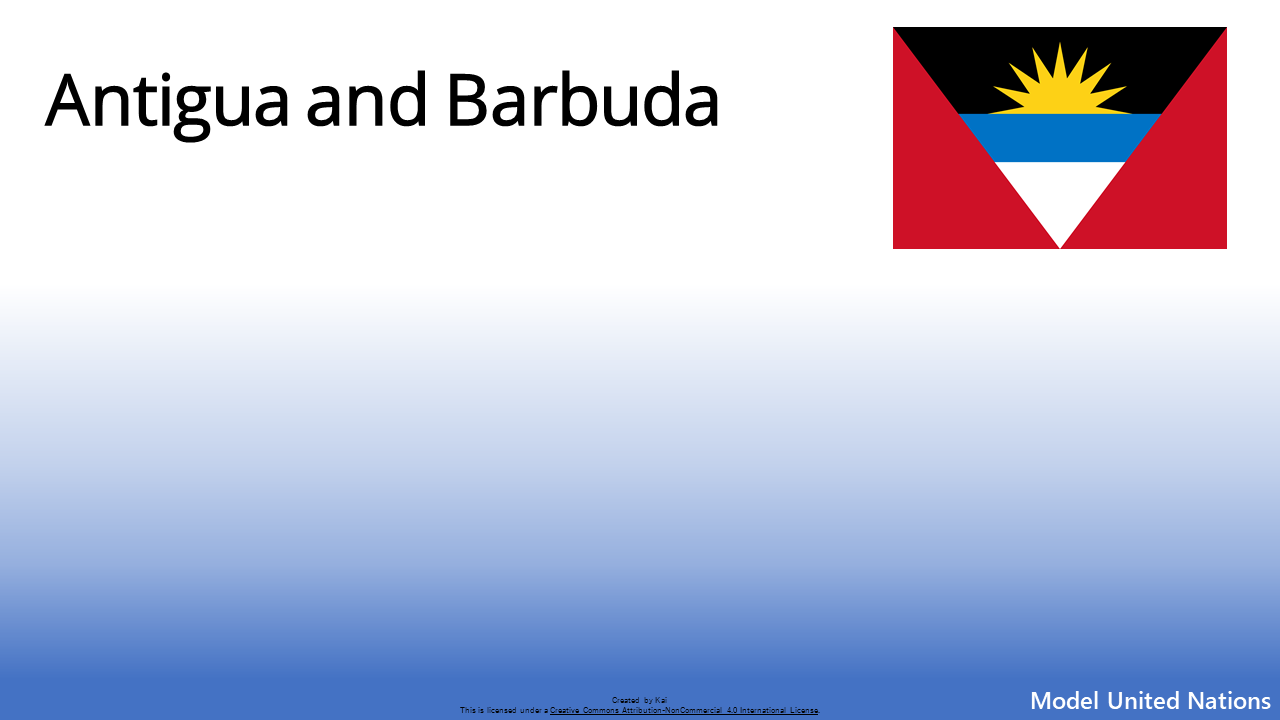 Antigua and Barbuda
Created by Kai
This is licensed under a Creative Commons Attribution-NonCommercial 4.0 International License.
Model United Nations